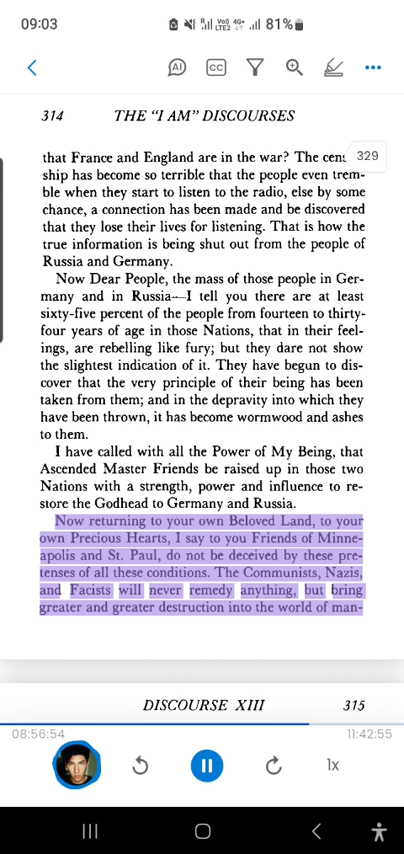 09:03
81%
AI
CC
314 THE “I AM” DISCOURSES
329
that France and England are in the war? The cen
ship has become so terrible that the people even trem-
ble when they start to listen to the radio, else by some
chance, a connection has been made and be discovered
that they lose their lives for listening. That is how the
true information is being shut out from the people of
Russia and Germany.
Now Dear People, the mass of those people in Ger-
many and in Russia—I tell you there are at least
sixty-five percent of the people from fourteen to thirty-
four years of age in those Nations, that in their feel-
ings, are rebelling like fury; but they dare not show
the slightest indication of it. They have begun to dis-
cover that the very principle of their being has been
taken from them; and in the depravity into which they
have been thrown, it has become wormwood and ashes
to them.
I have called with all the Power of My Being, that
Ascended Master Friends be raised up in those two
Nations with a strength, power and influence to re-
store the Godhead to Germany and Russia.
Now returning to your own Beloved Land, to your
own Precious Hearts, I say to you Friends of Minne-
apolis and St. Paul, do not be deceived by these pre-
tenses of all these conditions. The Communists, Nazis,
and Facists will never remedy anything, but bring
greater and greater destruction into the world of man-
DISCOURSE XIII 315
08:56:54 11:42:55
1x